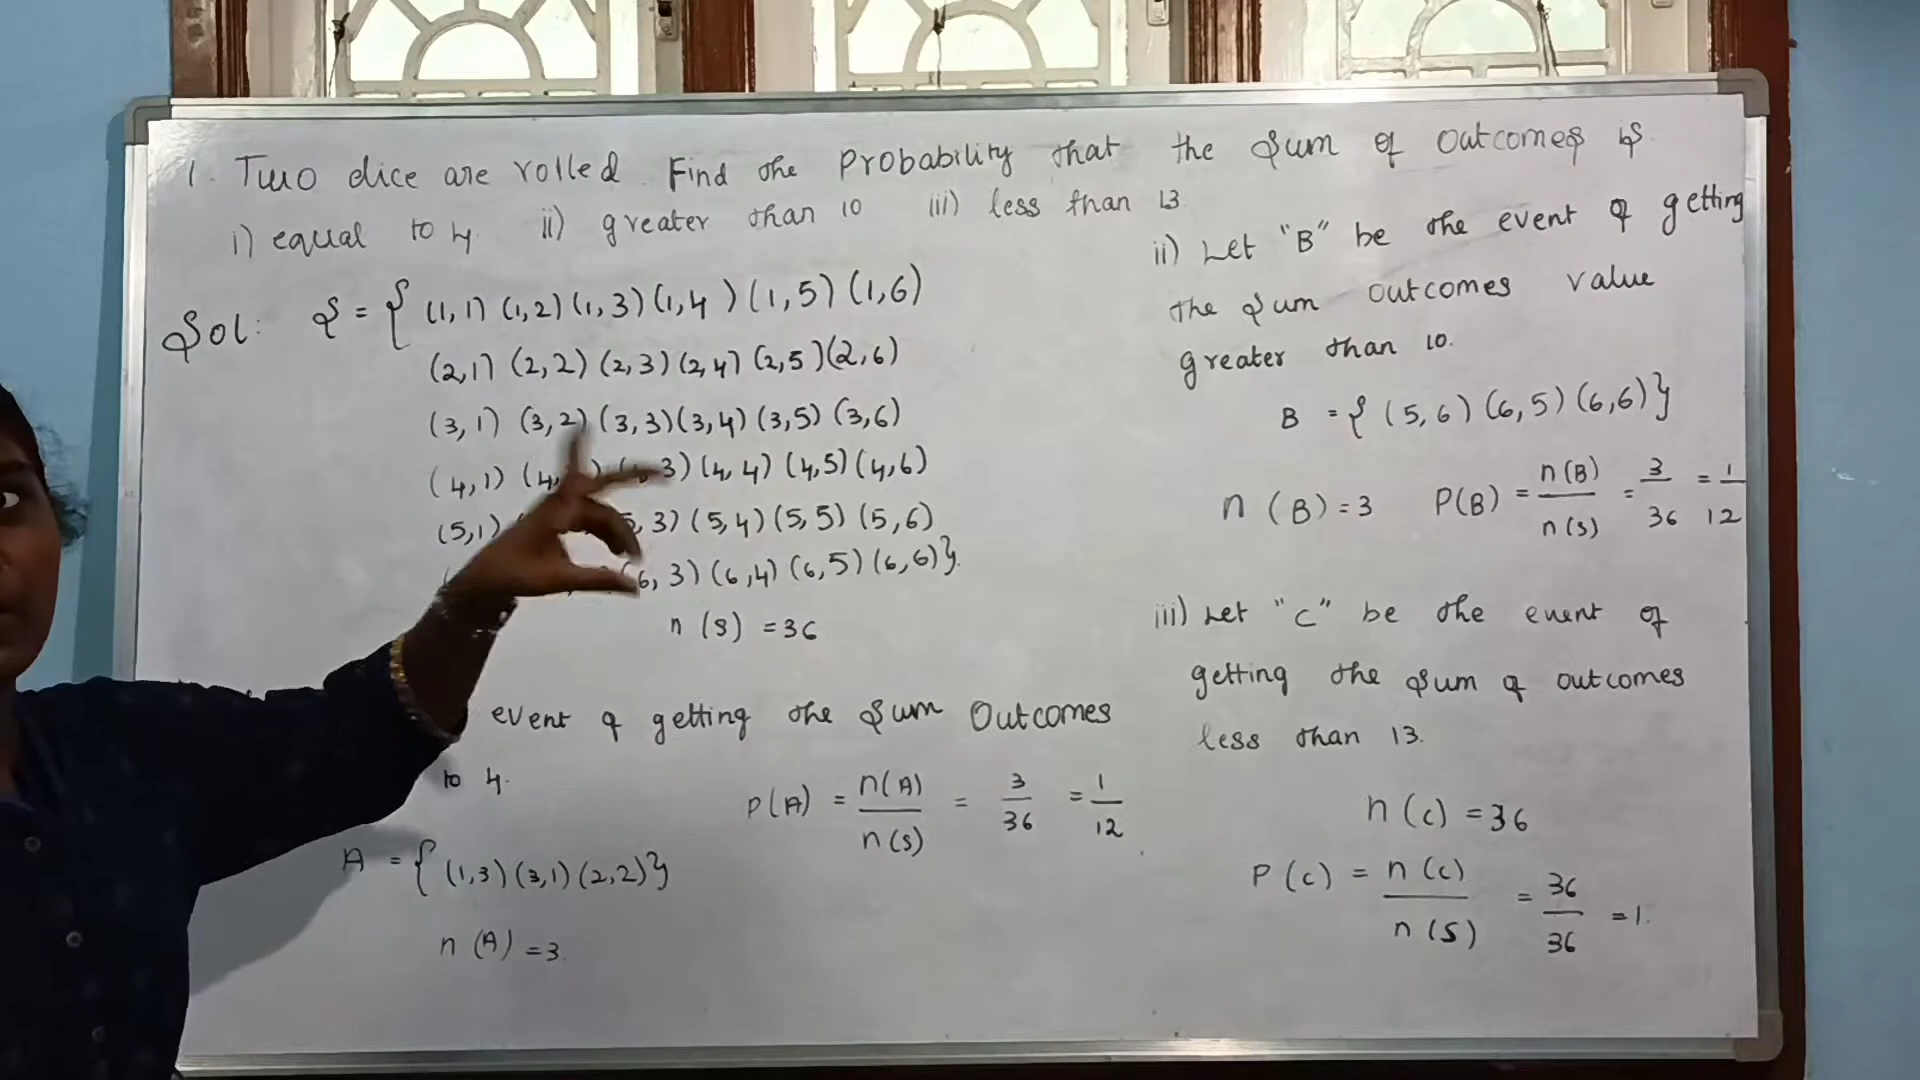 1. Two dice are rolled. Find the Probability that the Sum of Outcomes is
i) equal to 4 ii) greater than 10 iii) less than 13
Sol: S = { (1,1) (1,2) (1,3) (1,4) (1,5) (1,6)
(2,1) (2,2) (2,3) (2,4) (2,5) (2,6)
(3,1) (3,2) (3,3) (3,4) (3,5) (3,6)
(4,1) (4, 3) (4,4) (4,5) (4,6)
(5,1) 5,3) (5,4) (5,5) (5,6)
(6,3) (6,4) (6,5) (6,6)}.
n (S) = 36
event of getting the Sum Outcomes
to 4.
P(A) = n(A) / n(S) = 3/36 = 1/12
A = { (1,3) (3,1) (2,2)}
n (A) = 3.
ii) Let "B" be the event of getting
the Sum outcomes value
greater than 10.
B = { (5,6) (6,5) (6,6)}
n (B) = 3 P(B) = n(B) / n(S) = 3/36 = 1/12
iii) Let "C" be the event of
getting the Sum of outcomes
less than 13.
n (C) = 36
P (C) = n (C) / n (S) = 36/36 = 1.